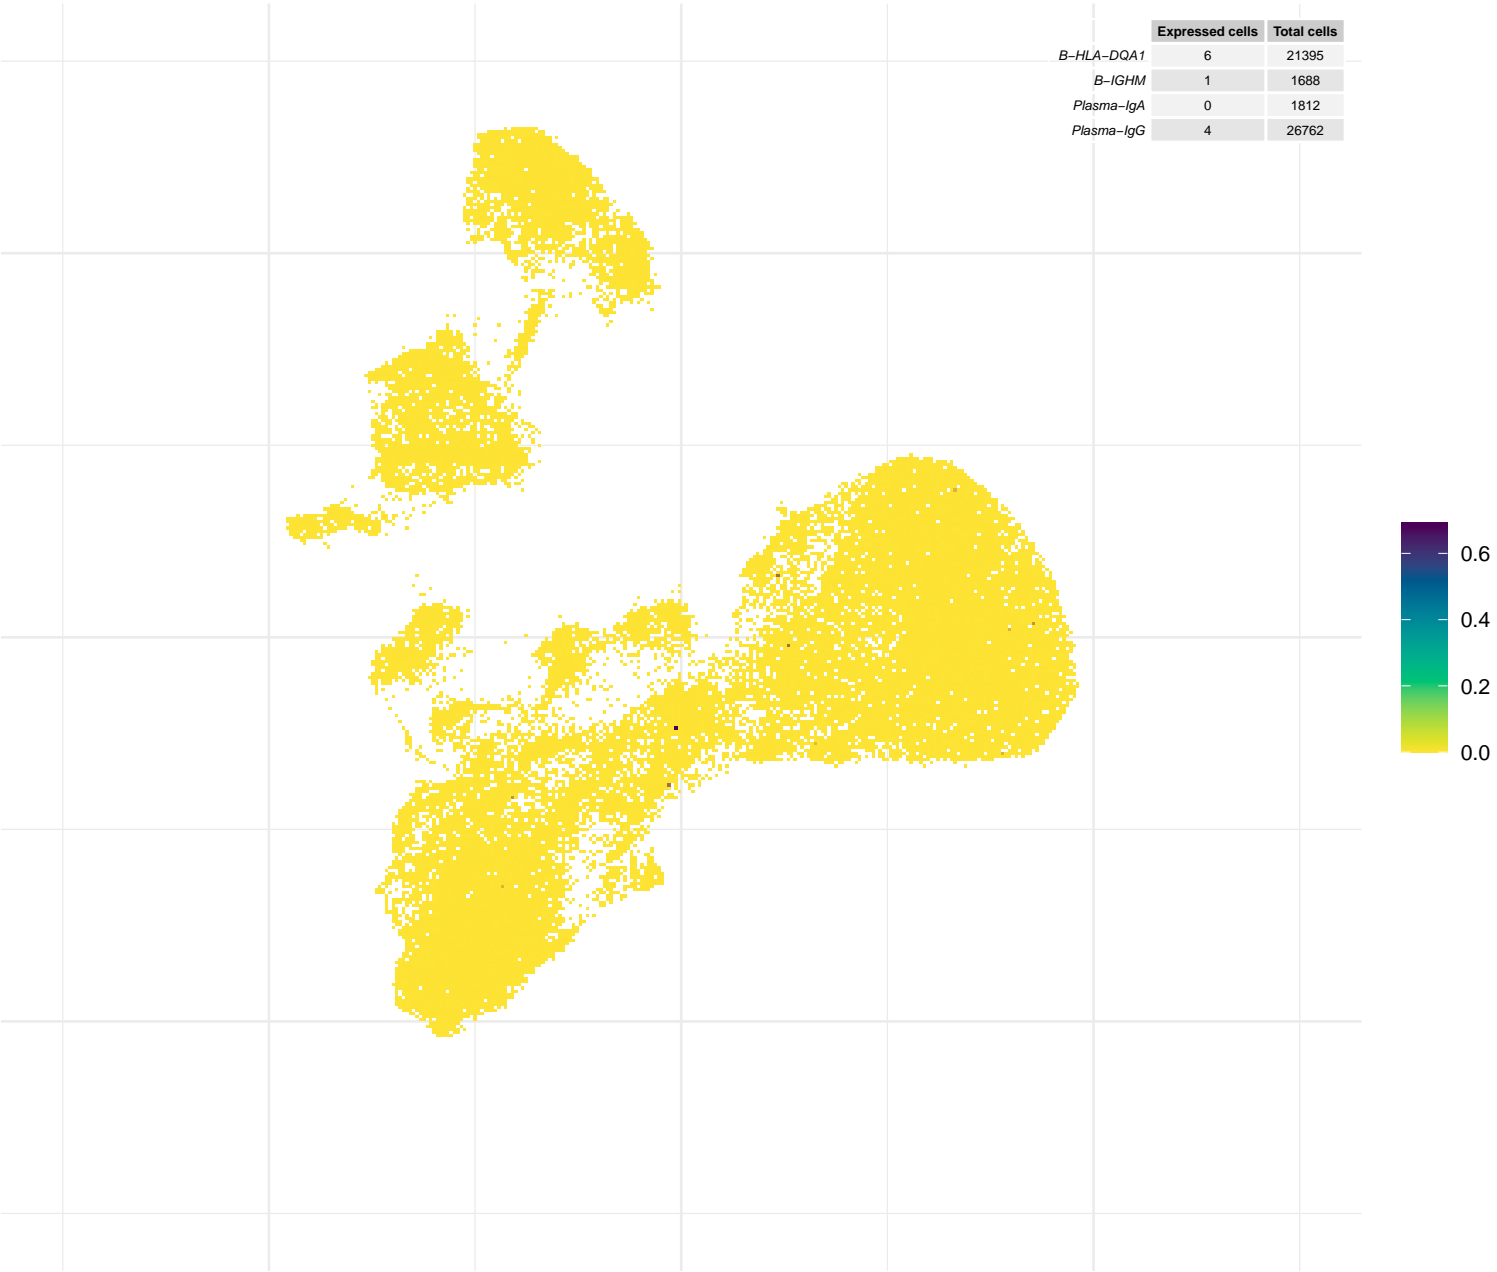 Expressed cells Total cells
B−HLA−DQA1 6 21395
B−IGHM 1 1688
Plasma−IgA 0 1812
Plasma−IgG 4 26762
0.6
0.4
0.2
0.0